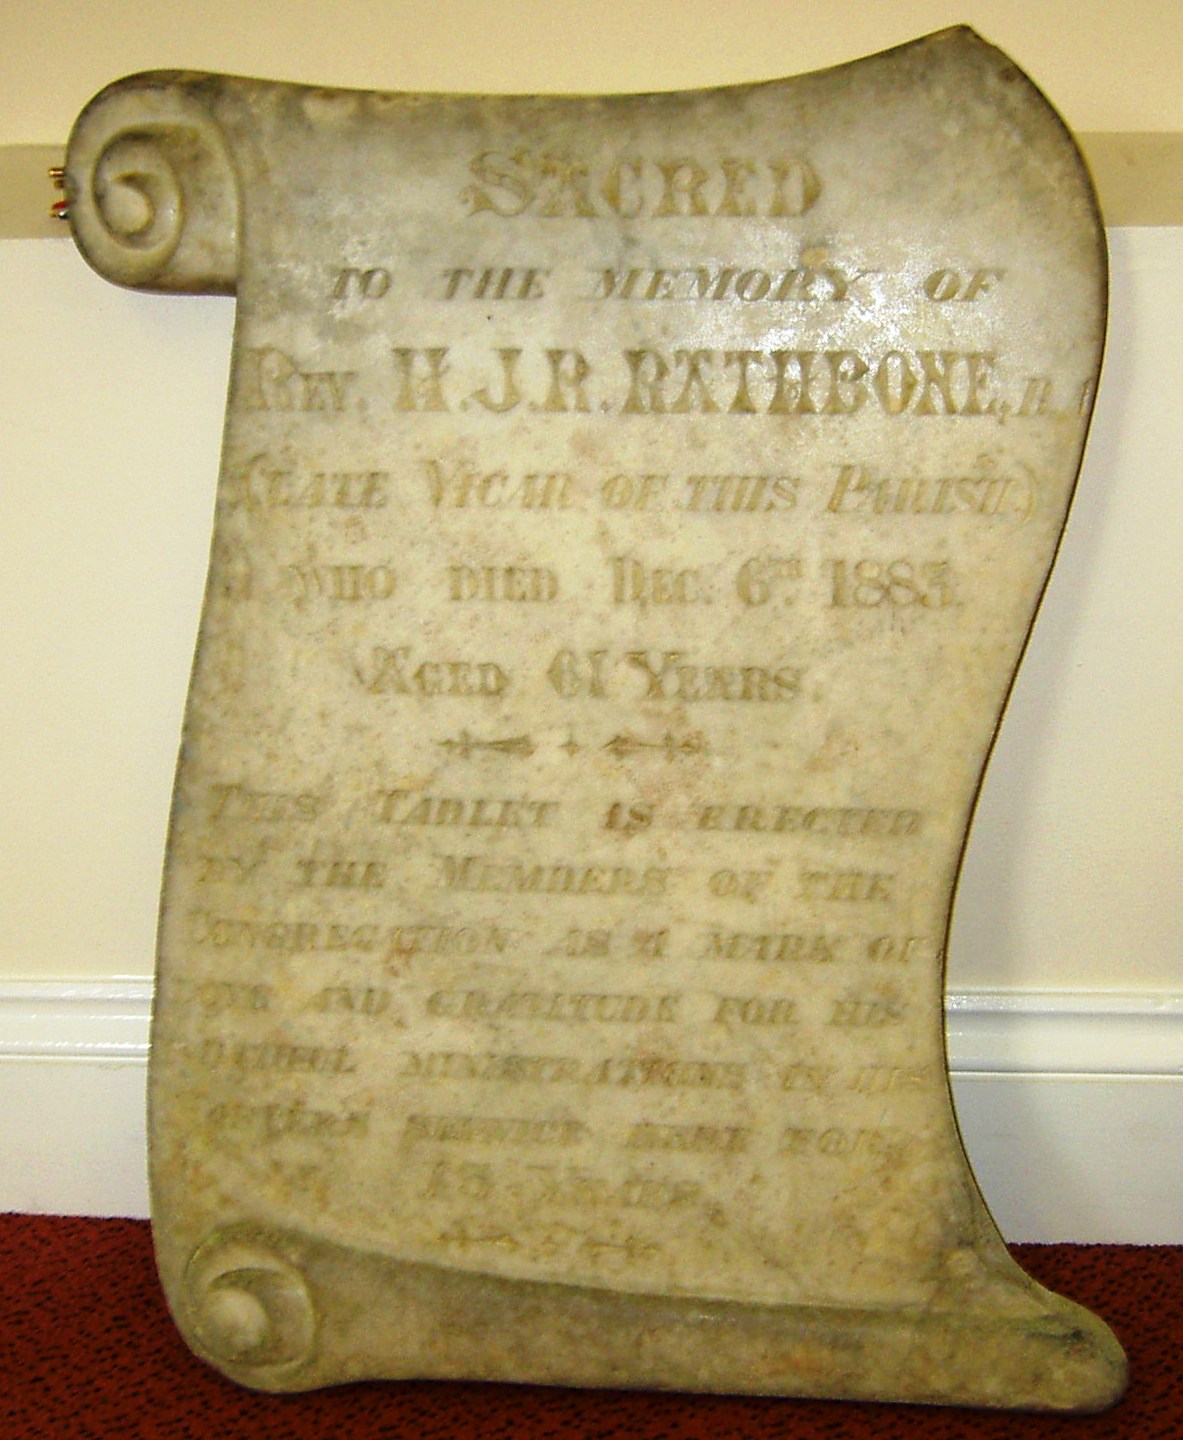 SACRED
TO THE MEMORY OF
REV. H.J.R. RATHBONE,
(LATE VICAR OF THIS PARISH.)
WHO DIED DEC. 6TH 1885.
AGED 61 YEARS.
THIS TABLET IS ERECTED
BY THE MEMBERS OF THE
CONGREGATION AS A MARK OF
AND GRATITUDE FOR HIS
MINISTRATIONS IN HIS
SERVICE HERE FOR
13 YEARS